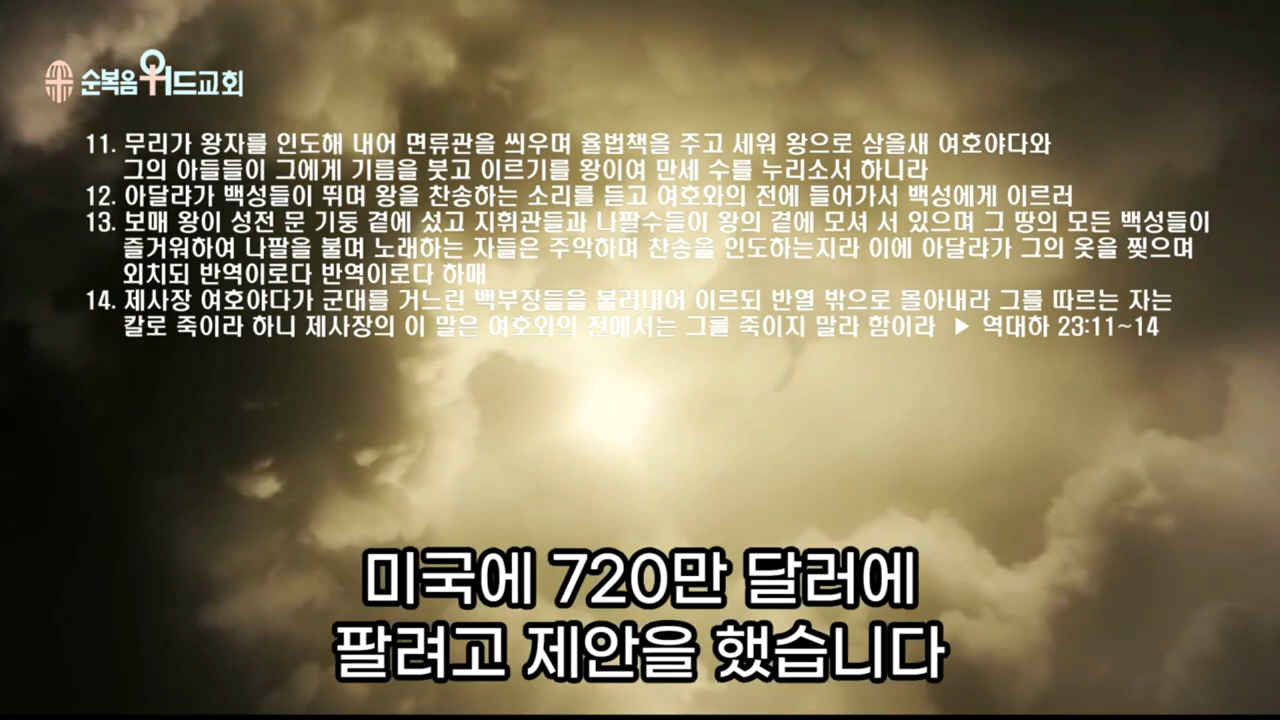 순복음워드교회
11. 무리가 왕자를 인도해 내어 면류관을 씌우며 율법책을 주고 세워 왕으로 삼을새 여호야다와
그의 아들들이 그에게 기름을 붓고 이르기를 왕이여 만세 수를 누리소서 하니라
12. 아달랴가 백성들이 뛰며 왕을 찬송하는 소리를 듣고 여호와의 전에 들어가서 백성에게 이르러
13. 보매 왕이 성전 문 기둥 곁에 섰고 지휘관들과 나팔수들이 왕의 곁에 모셔 서 있으며 그 땅의 모든 백성들이
즐거워하여 나팔을 불며 노래하는 자들은 주악하며 찬송을 인도하는지라 이에 아달랴가 그의 옷을 찢으며
외치되 반역이로다 반역이로다 하매
14. 제사장 여호야다가 군대를 거느린 백부장들을 불러내어 이르되 반열 밖으로 몰아내라 그를 따르는 자는
칼로 죽이라 하니 제사장의 이 말은 여호와의 전에서는 그를 죽이지 말라 함이라 ▶ 역대하 23:11~14
미국에 720만 달러에
팔려고 제안을 했습니다